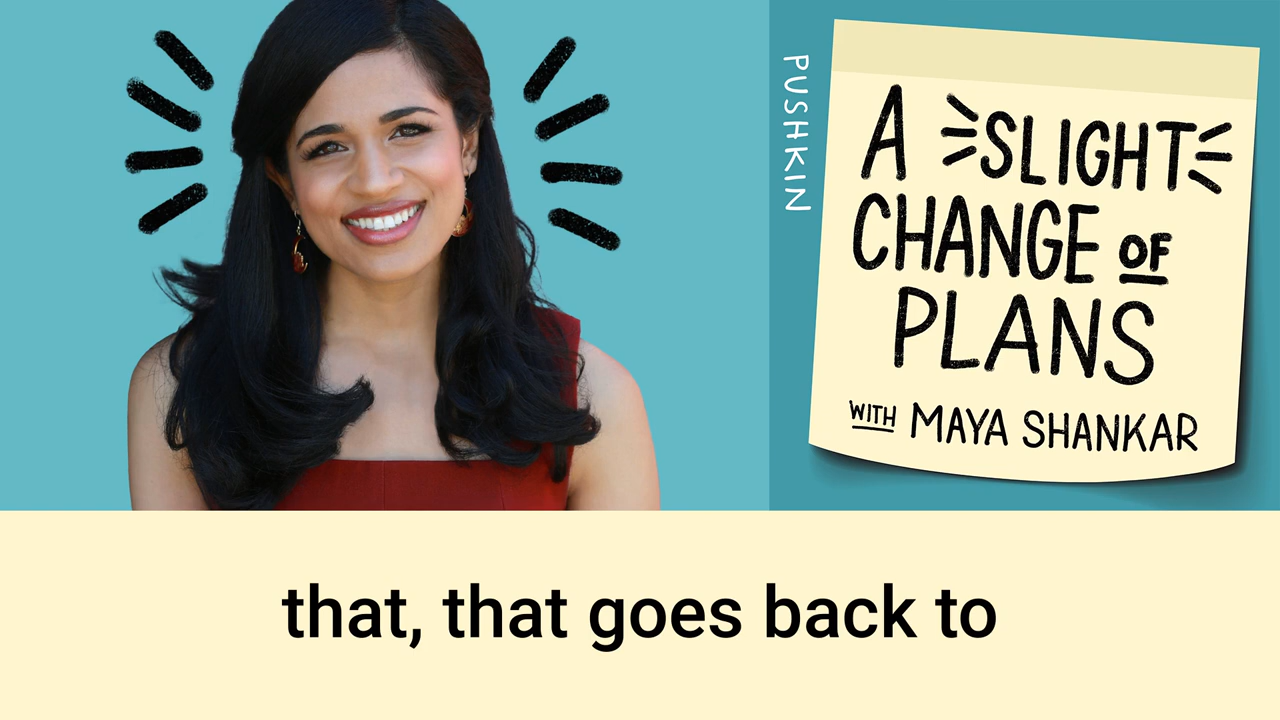 PUSHKIN
A SLIGHT
CHANGE OF
PLANS
WITH MAYA SHANKAR
that, that goes back to